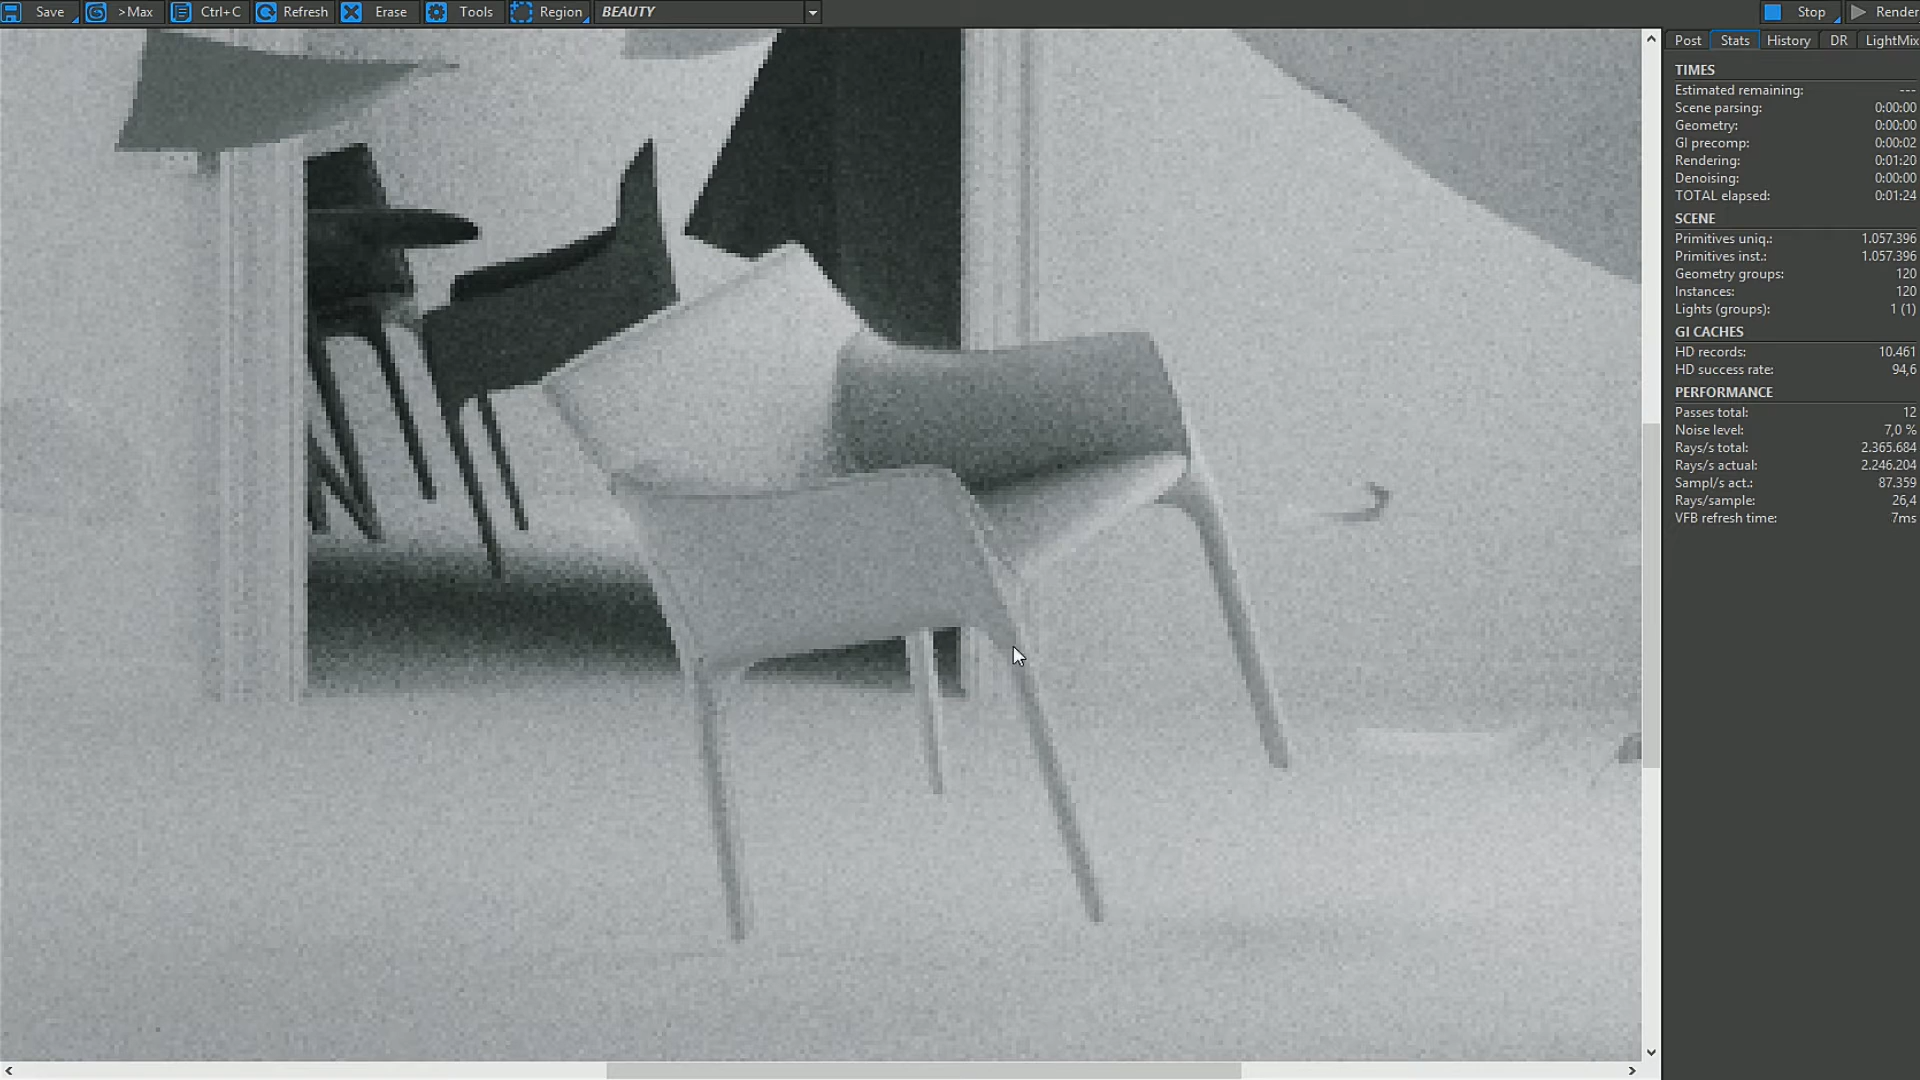 Save >Max Ctrl+C Refresh Erase Tools Region BEAUTY Stop Render
Post Stats History DR LightMix
TIMES
Estimated remaining: ---
Scene parsing: 0:00:00
Geometry: 0:00:00
GI precomp: 0:00:02
Rendering: 0:01:20
Denoising: 0:00:00
TOTAL elapsed: 0:01:24
SCENE
Primitives uniq.: 1.057.396
Primitives inst.: 1.057.396
Geometry groups: 120
Instances: 120
Lights (groups): 1 (1)
GI CACHES
HD records: 10.461
HD success rate: 94,6
PERFORMANCE
Passes total: 12
Noise level: 7,0 %
Rays/s total: 2.365.684
Rays/s actual: 2.246.204
Sampl/s act.: 87.359
Rays/sample: 26,4
VFB refresh time: 7ms